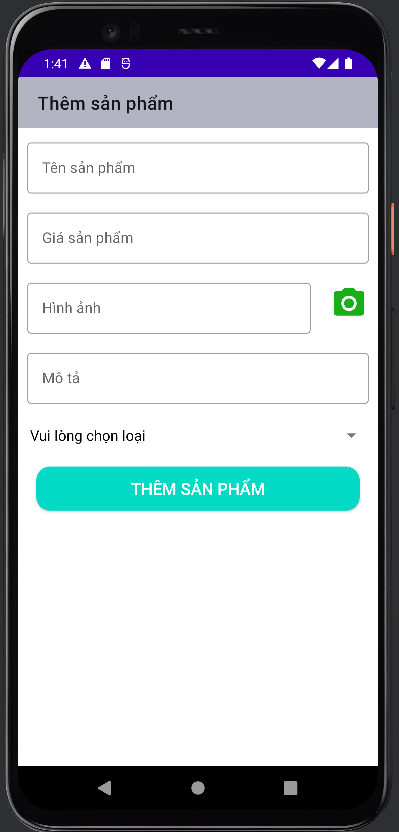 1:41
Thêm sản phẩm
Tên sản phẩm
Giá sản phẩm
Hình ảnh
Mô tả
Vui lòng chọn loại
THÊM SẢN PHẨM